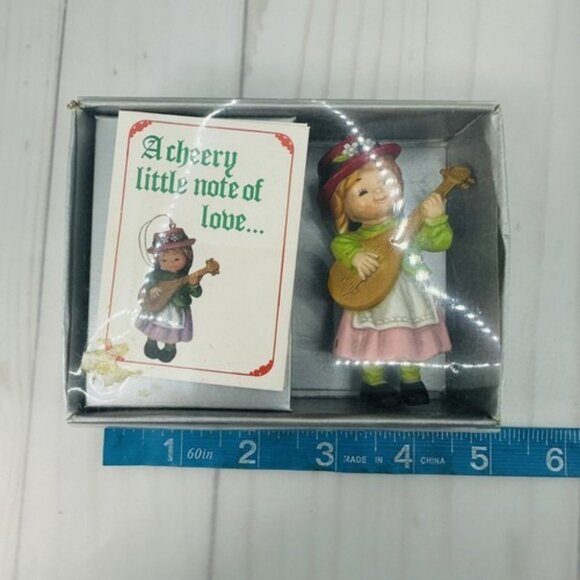 A cheery
little note of
love...
1 60in 2 3 MADE IN 4 CHINA 5 6